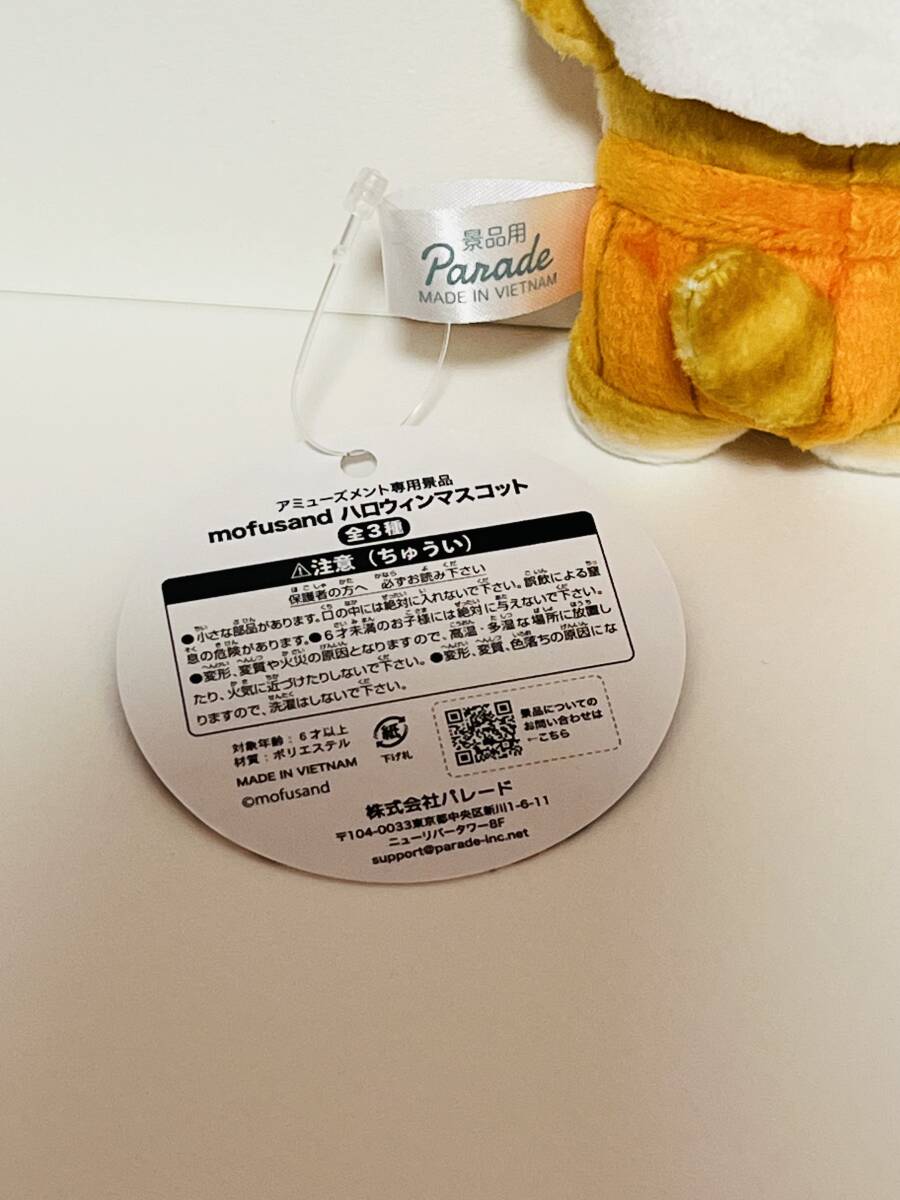 景品用
Parade
MADE IN VIETNAM
アミューズメント専用景品
mofusand ハロウィンマスコット
全3種
⚠注意（ちゅうい）
保護者の方へ 必ずお読み下さい
●小さな部品があります。口の中には絶対に入れないで下さい。誤飲による窒
息の危険があります。●6才未満のお子様には絶対に与えないで下さい。
●変形、変質や火災の原因となりますので、高温・多湿な場所に放置し
たり、火気に近づけたりしないで下さい。●変形、変質、色落ちの原因にな
りますので、洗濯はしないで下さい。
対象年齢：6才以上
材質：ポリエステル
MADE IN VIETNAM
©mofusand
紙
下げ札
景品についての
お問い合わせは
←こちら
株式会社パレード
〒104-0033東京都中央区新川1-6-11
ニューリバータワー8F
support@parade-inc.net